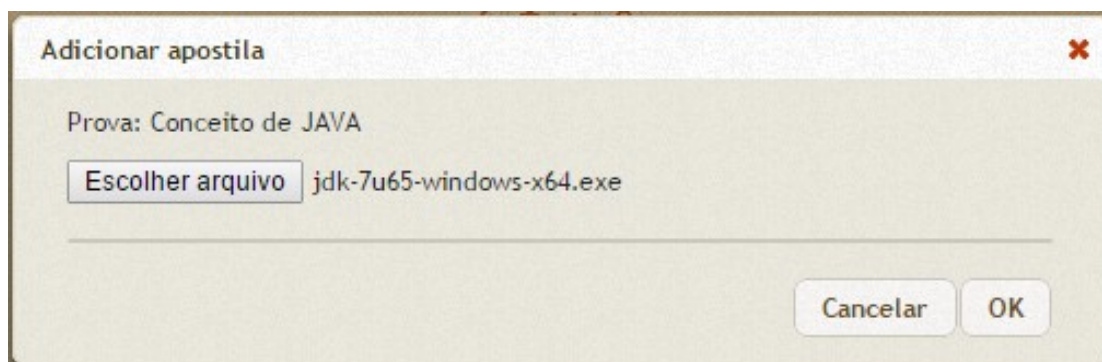 Adicionar apostila
Prova: Conceito de JAVA
Escolher arquivo jdk-7u65-windows-x64.exe
Cancelar OK